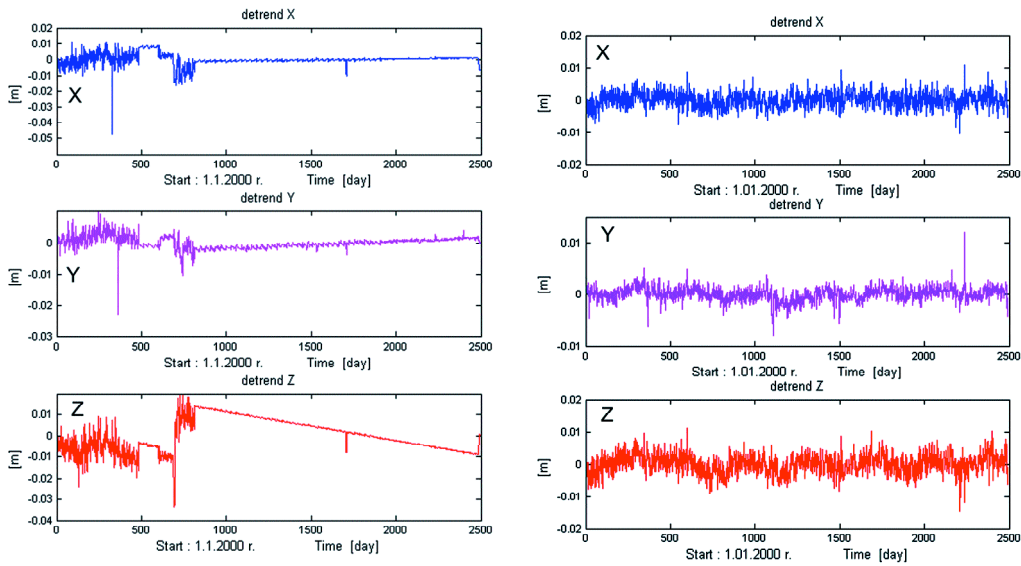 detrend X
0.02
0.01
0
-0.01
-0.02
-0.03
-0.04
-0.05
[m]
X
0 500 1000 1500 2000 2500
Start : 1.1.2000 r. Time [day]
detrend Y
0
-0.01
-0.02
-0.03
[m]
Y
0 500 1000 1500 2000 2500
Start : 1.1.2000 r. Time [day]
detrend Z
0.01
0
-0.01
-0.02
-0.03
-0.04
[m]
Z
0 500 1000 1500 2000 2500
Start : 1.1.2000 r. Time [day]
detrend X
0.02
0.01
0
-0.01
-0.02
[m]
X
0 500 1000 1500 2000 2500
Start : 1.01.2000 r. Time [day]
detrend Y
0.01
0
-0.01
[m]
Y
0 500 1000 1500 2000 2500
Start : 1.01.2000 r. Time [day]
detrend Z
0.02
0.01
0
-0.01
-0.02
[m]
Z
0 500 1000 1500 2000 2500
Start : 1.01.2000 r. Time [day]